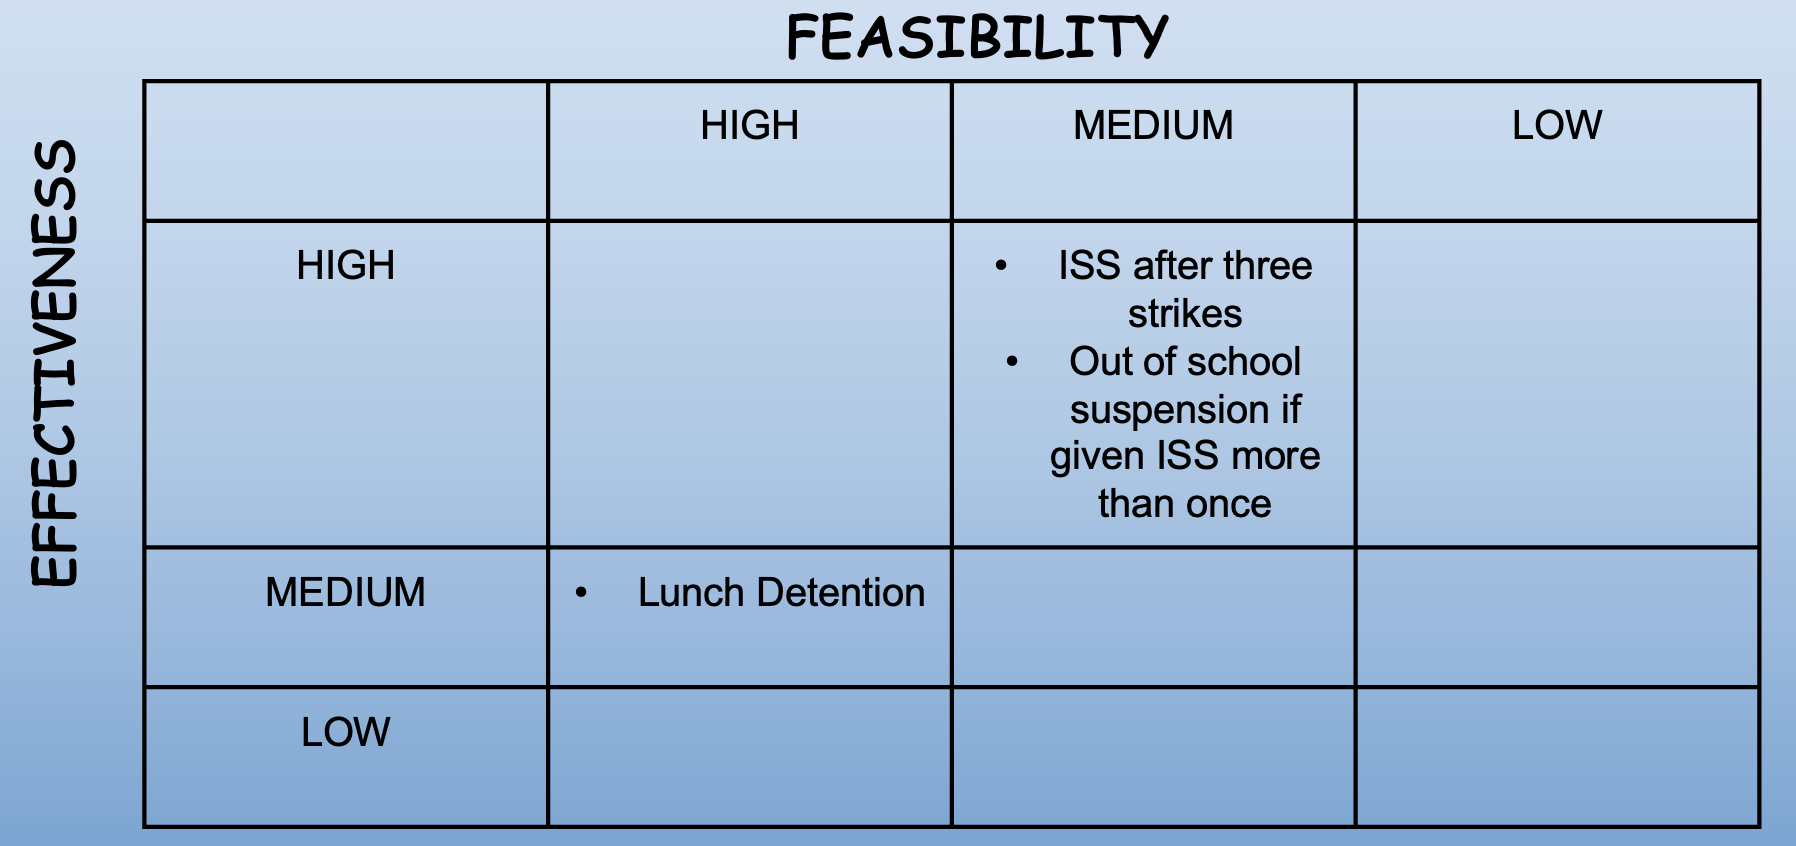 FEASIBILITY
EFFECTIVENESS
HIGH
MEDIUM
LOW
HIGH
• ISS after three
strikes
• Out of school
suspension if
given ISS more
than once
MEDIUM
• Lunch Detention
LOW